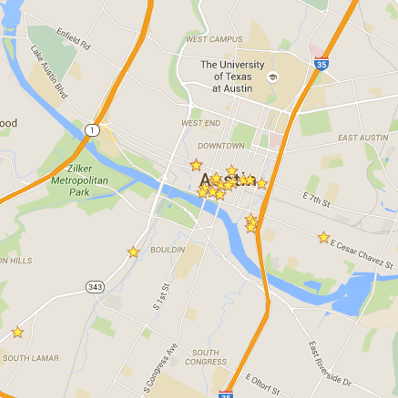 Enfield Rd
WEST CAMPUS
Lake Austin Blvd
The University
of Texas
at Austin
35
ood
1
WEST END
EAST AUSTIN
DOWNTOWN
Zilker
Metropolitan
Park
Austin
E 7th St
E Cesar Chavez St
BOULDIN
ON HILLS
343
S 1st St
SOUTH LAMAR
S Congress Ave
SOUTH
CONGRESS
East Riverside Dr
E Oltorf St
35